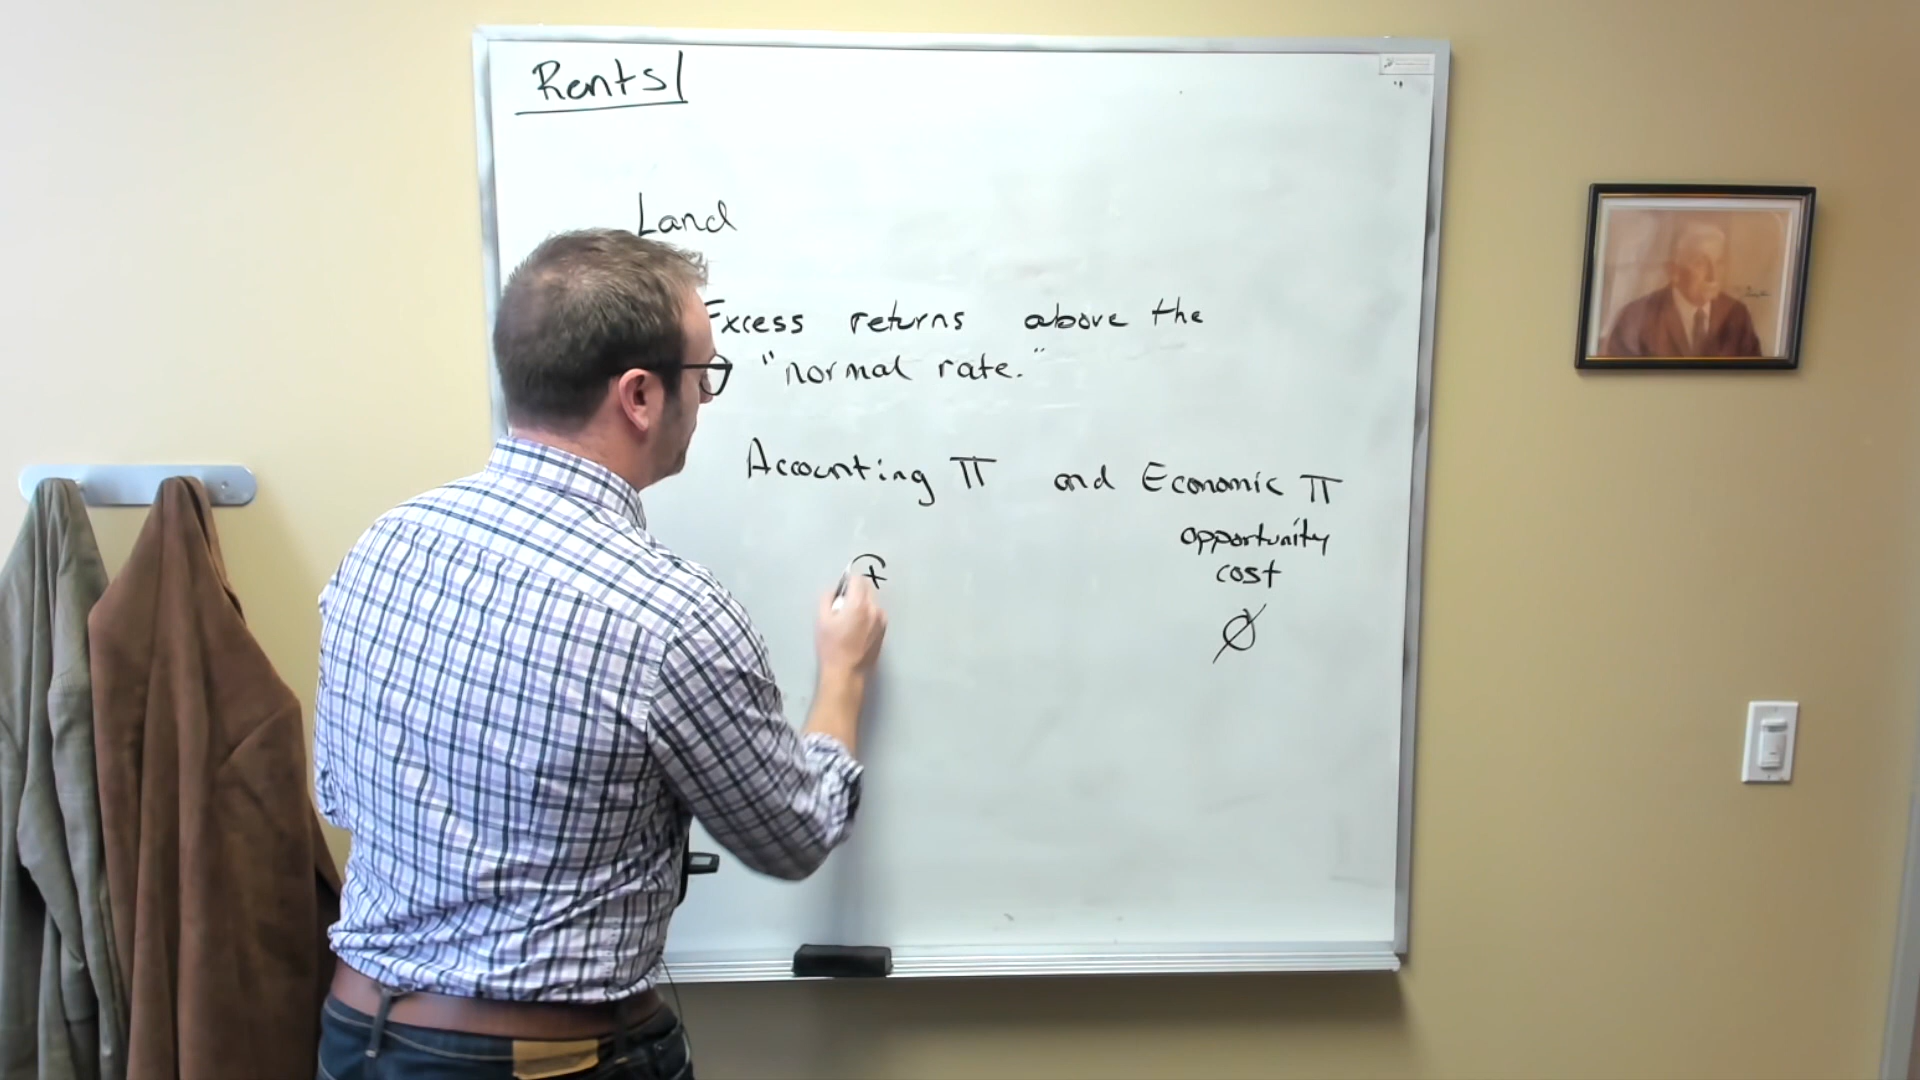 Rents
Land
Excess returns above the
"normal rate."
Accounting π and Economic π
opportunity
cost
+ ∅